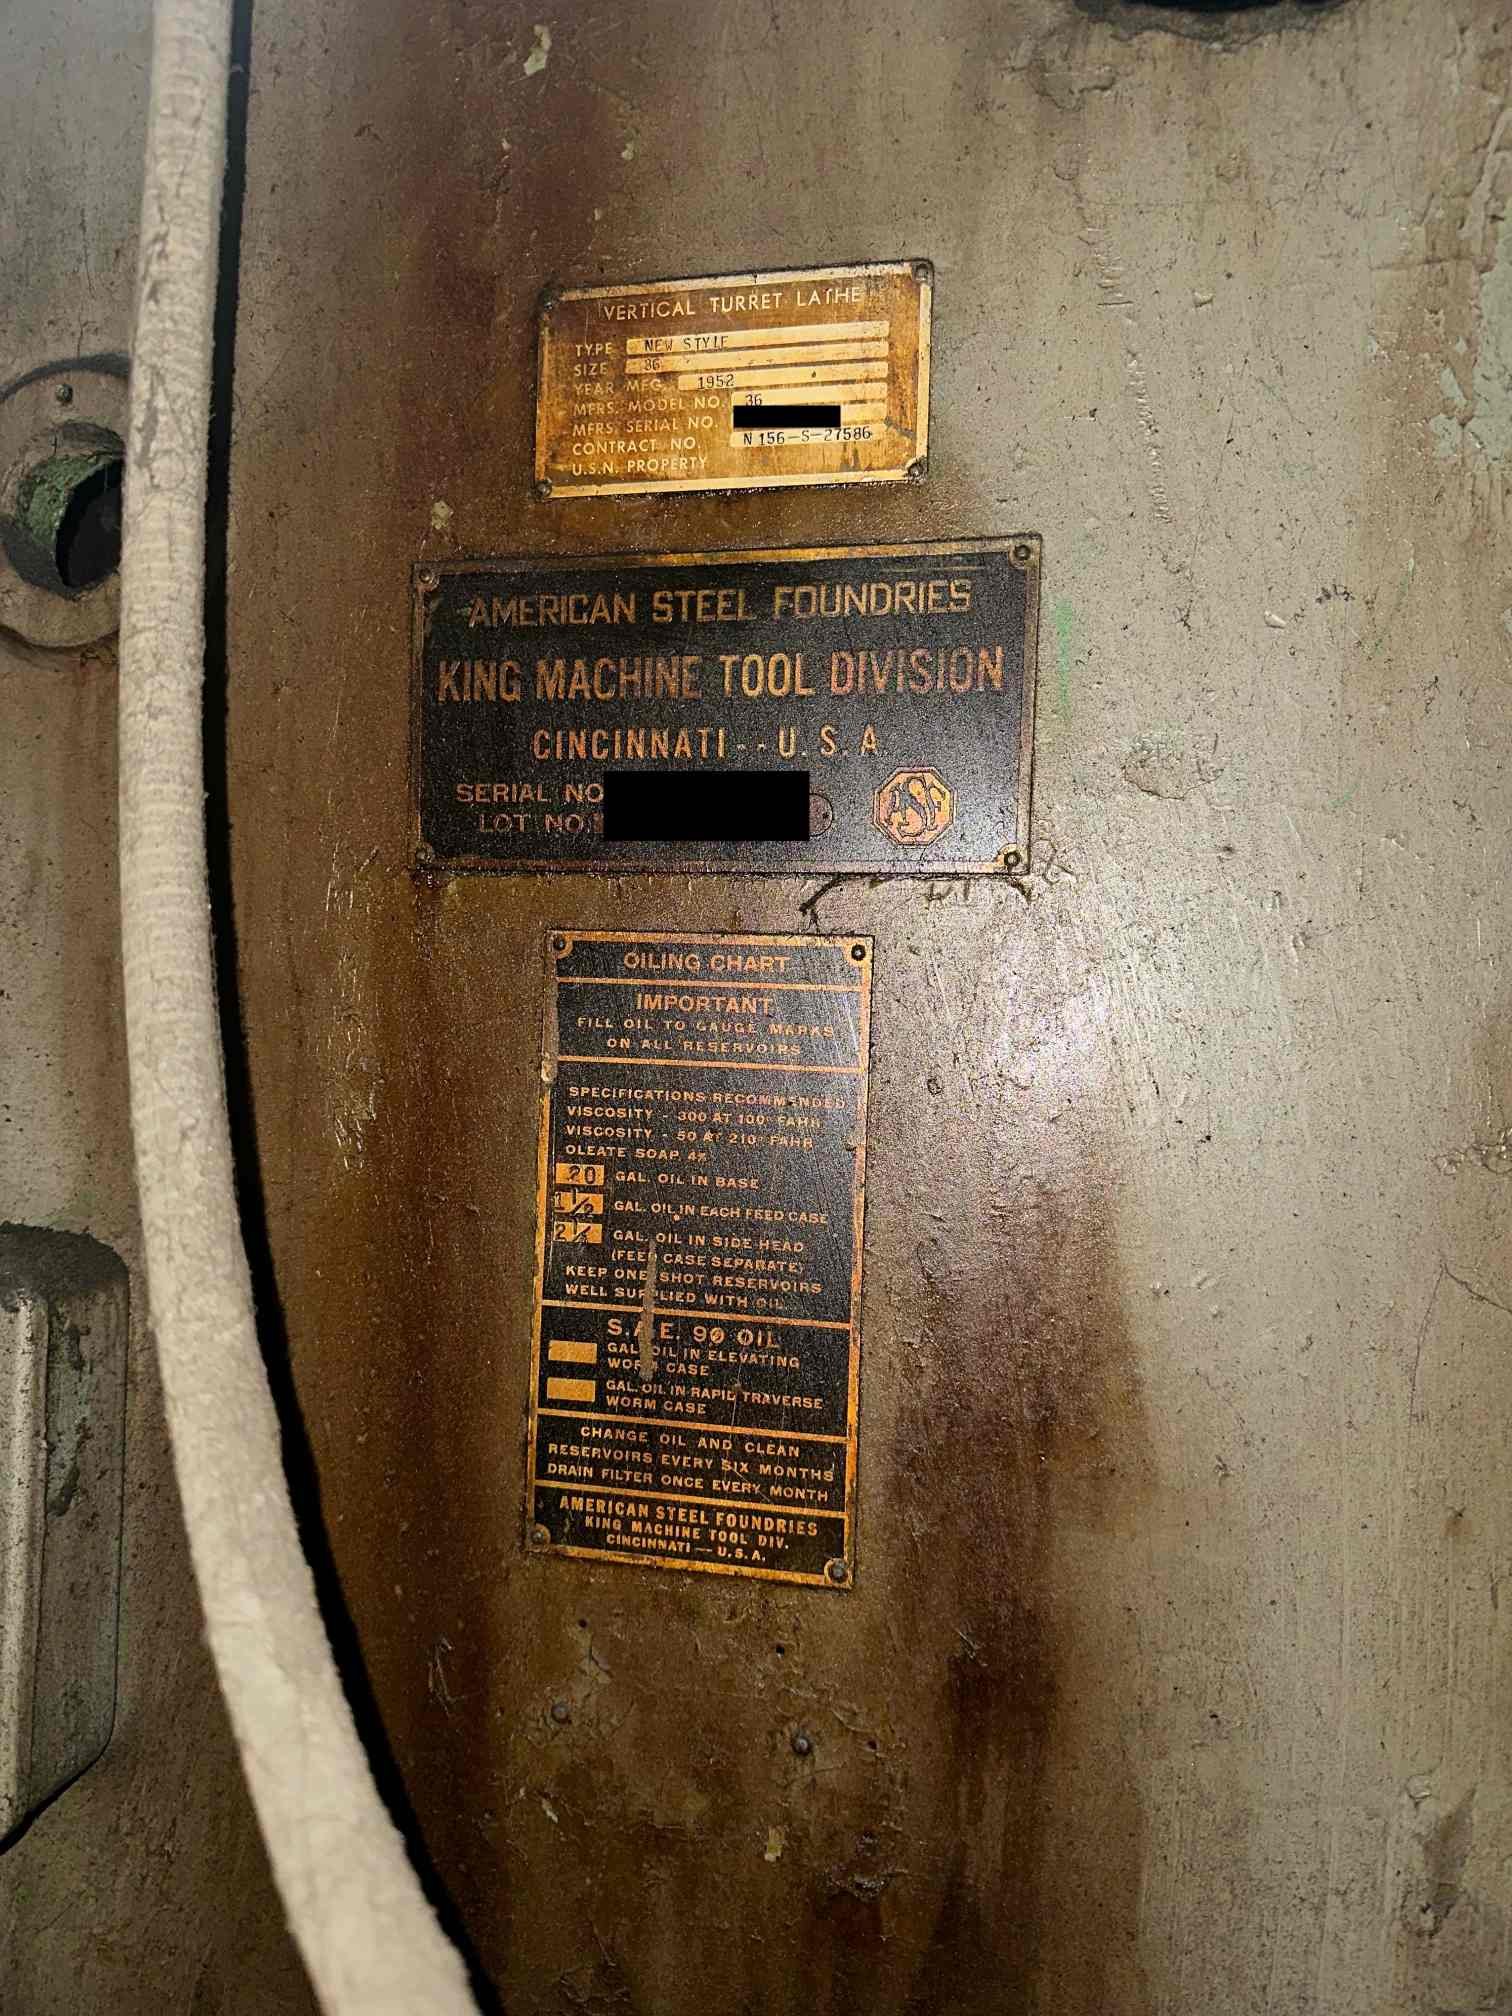 VERTICAL TURRET LATHE
TYPE NEW STYLE
SIZE 36
YEAR MFG. 1952
MFRS. MODEL NO. 36
MFRS. SERIAL NO.
CONTRACT NO. N 156-S-27586
U.S.N. PROPERTY
AMERICAN STEEL FOUNDRIES
KING MACHINE TOOL DIVISION
CINCINNATI--U.S.A.
SERIAL NO.
LOT NO.
ASF
OILING CHART
IMPORTANT
FILL OIL TO GAUGE MARKS
ON ALL RESERVOIRS
SPECIFICATIONS RECOMMENDED
VISCOSITY - 300 AT 100° FAHR
VISCOSITY - 50 AT 210° FAHR
OLEATE SOAP 4%
20 GAL. OIL IN BASE
1 1/2 GAL. OIL IN EACH FEED CASE
GAL. OIL IN SIDE HEAD
(FEED CASE SEPARATE)
KEEP ONE SHOT RESERVOIRS
WELL SUPPLIED WITH OIL
S.A.E. 90 OIL
GAL. OIL IN ELEVATING
WORM CASE
GAL. OIL IN RAPID TRAVERSE
WORM CASE
CHANGE OIL AND CLEAN
RESERVOIRS EVERY SIX MONTHS
DRAIN FILTER ONCE EVERY MONTH
AMERICAN STEEL FOUNDRIES
KING MACHINE TOOL DIV.
CINCINNATI — U.S.A.